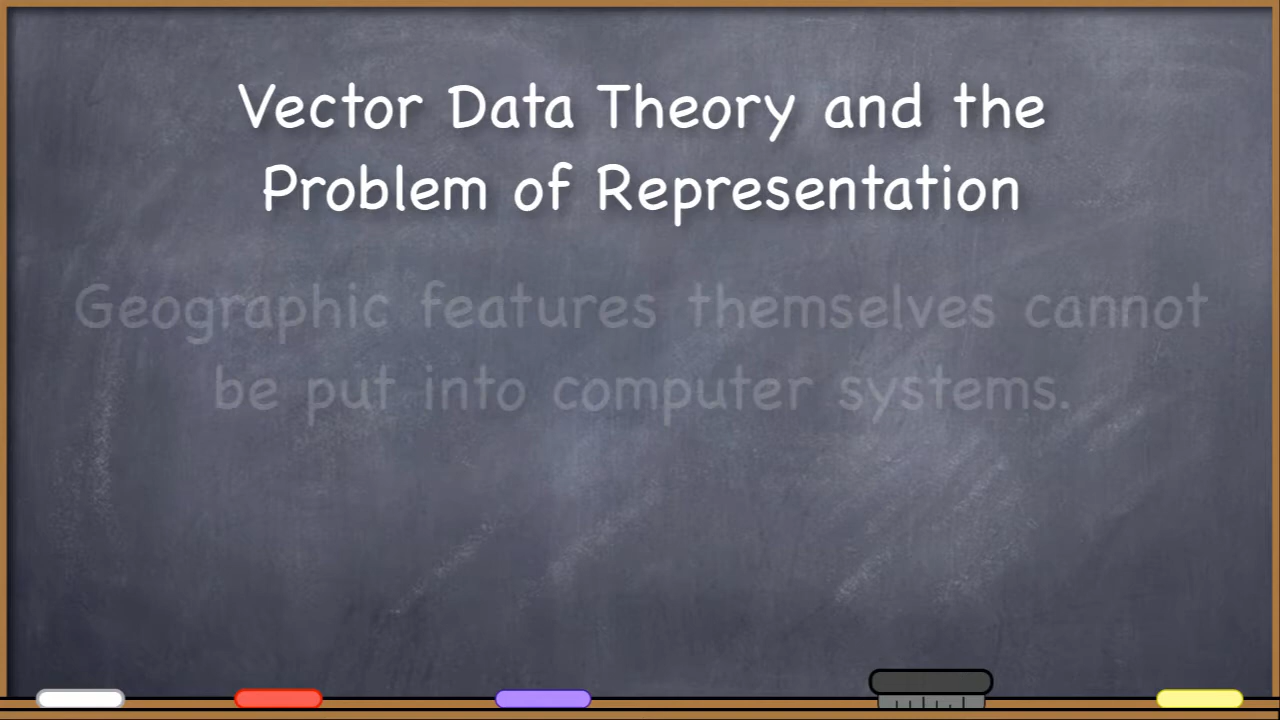 Vector Data Theory and the
Problem of Representation
Geographic features themselves cannot
be put into computer systems.